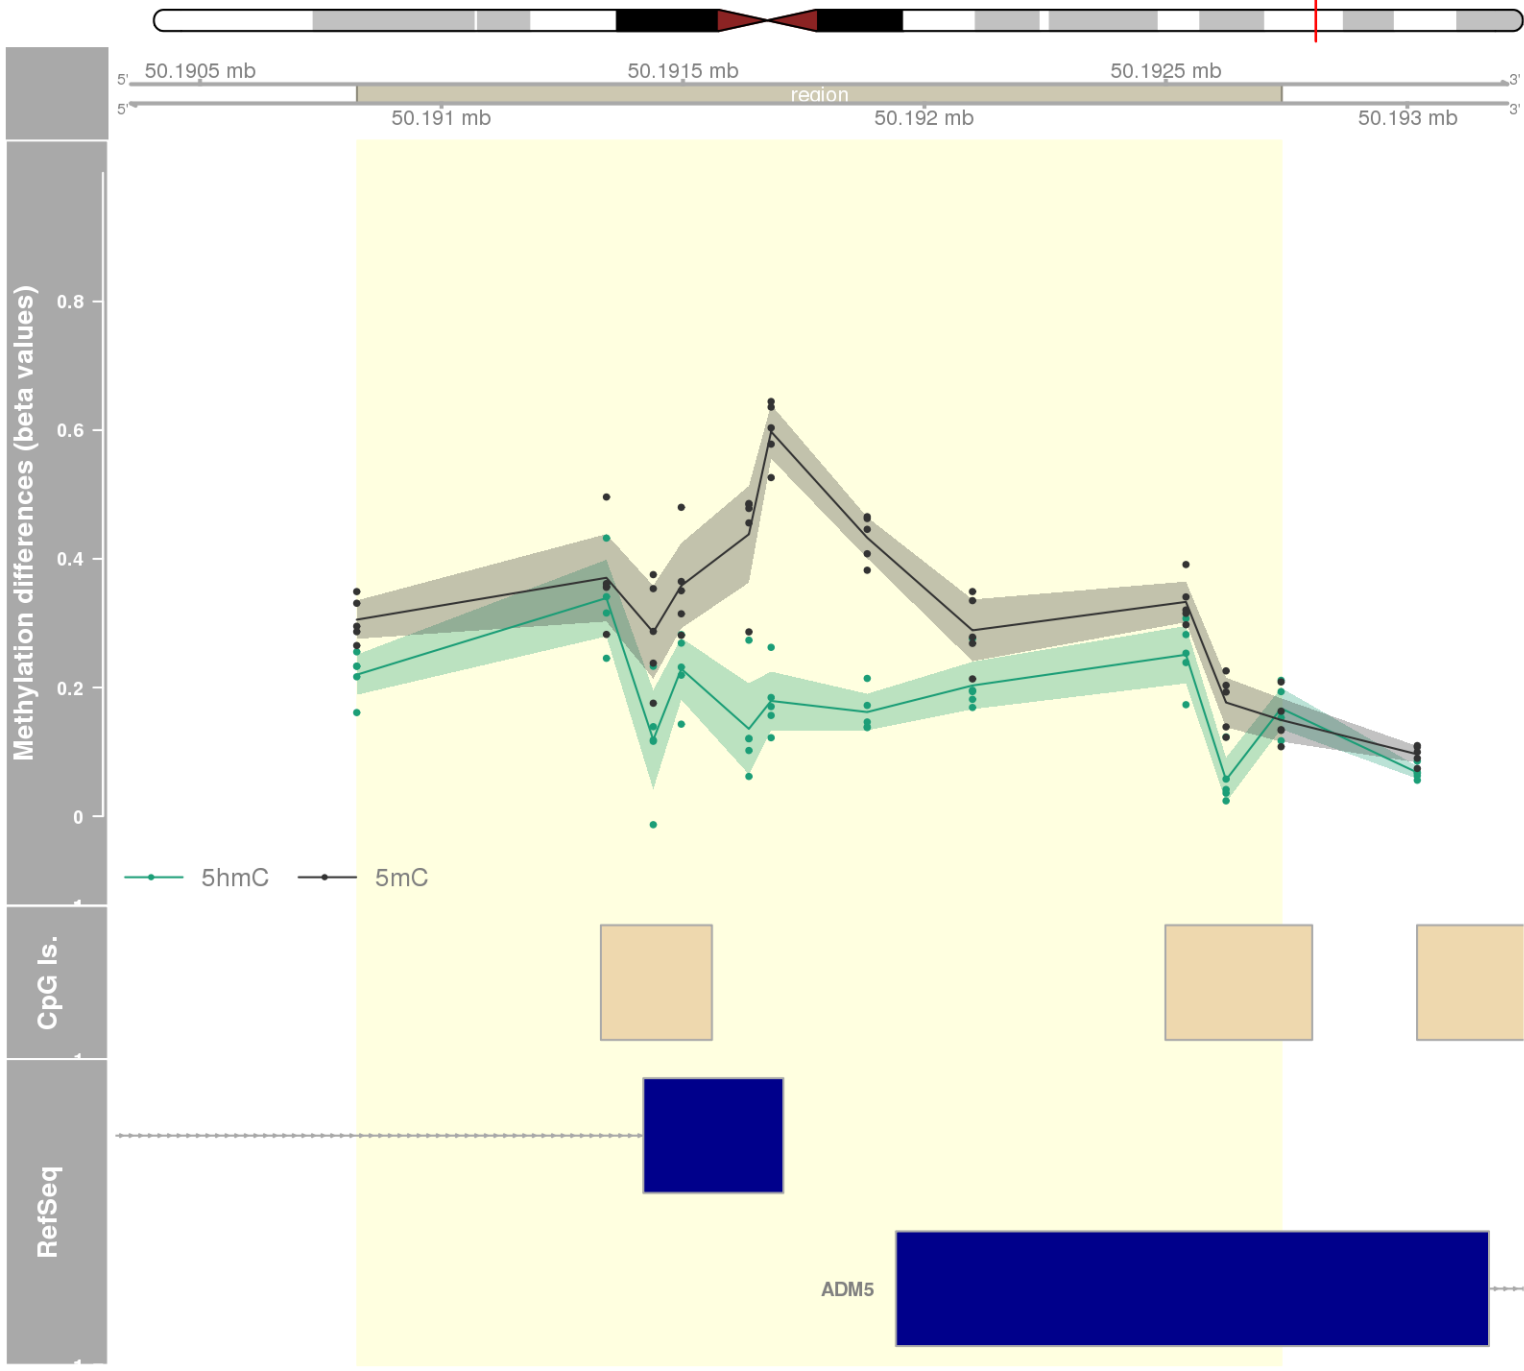 50.1905 mb
50.1915 mb
50.1925 mb
5'
3'
region
5'
3'
50.191 mb
50.192 mb
50.193 mb
Methylation differences (beta values)
0.8
0.6
0.4
0.2
0
5hmC
5mC
CpG Is.
RefSeq
ADM5